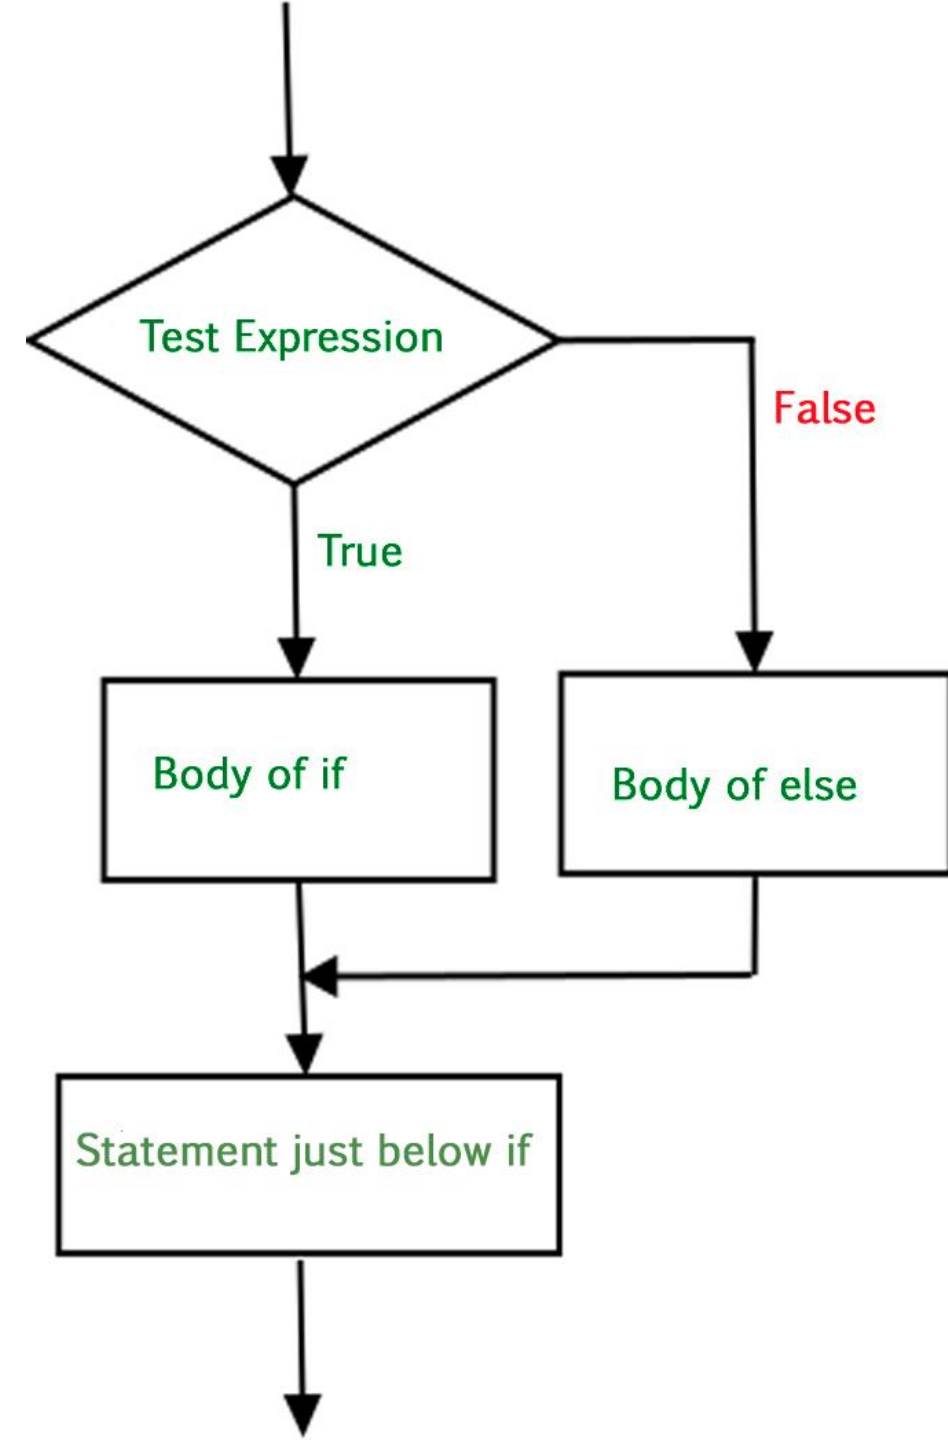 Test Expression
False
True
Body of if
Body of else
Statement just below if